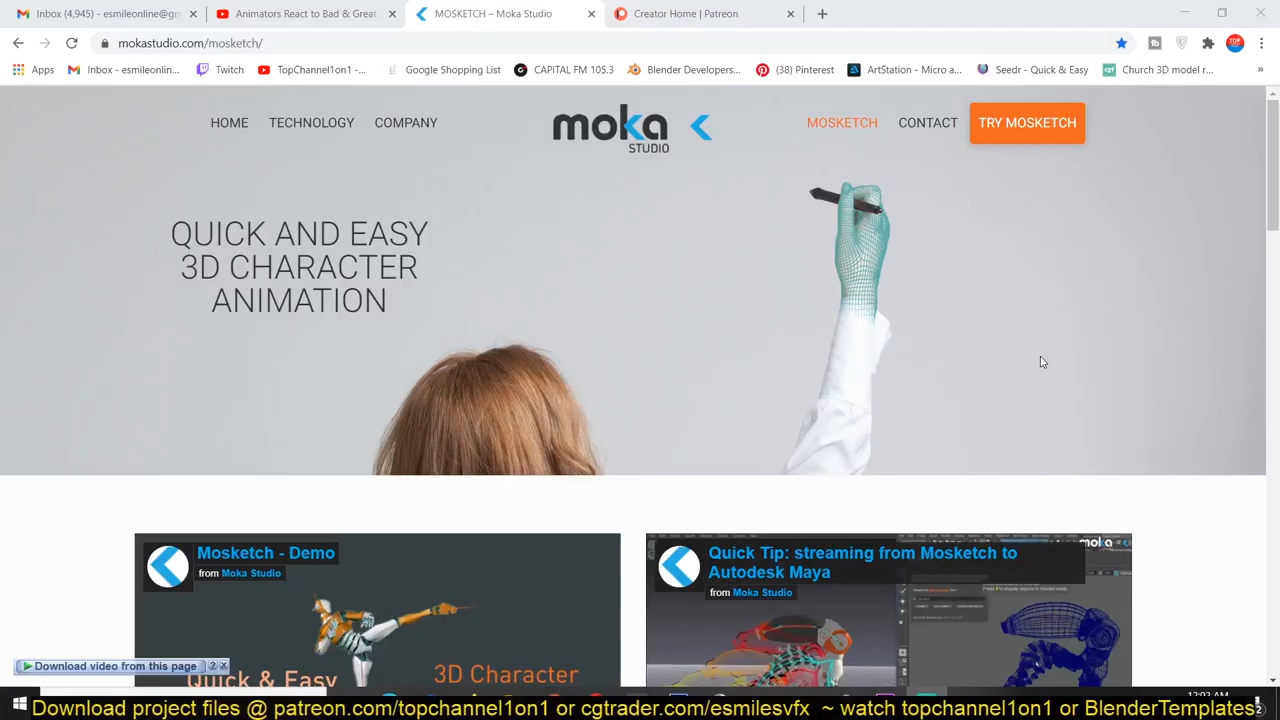 Inbox (4,945) - esmileonline@gm
Animators React to Bad & Great
MOSKETCH – Moka Studio
Creator Home | Patreon
mokastudio.com/mosketch/
Apps
Inbox - esmileonlin...
Twitch
TopChannel1on1 -...
Google Shopping List
CAPITAL FM 105.3
Blender Developers...
(38) Pinterest
ArtStation - Micro a...
Seedr - Quick & Easy
Church 3D model r...
HOME
TECHNOLOGY
COMPANY
moka
STUDIO
MOSKETCH
CONTACT
TRY MOSKETCH
QUICK AND EASY
3D CHARACTER
ANIMATION
Mosketch - Demo
from Moka Studio
Quick & Easy
3D Character
Quick Tip: streaming from Mosketch to
Autodesk Maya
from Moka Studio
moka
Download video from this page
Download project files @ patreon.com/topchannel1on1 or cgtrader.com/esmilesvfx ~ watch topchannel1on1 or BlenderTemplates